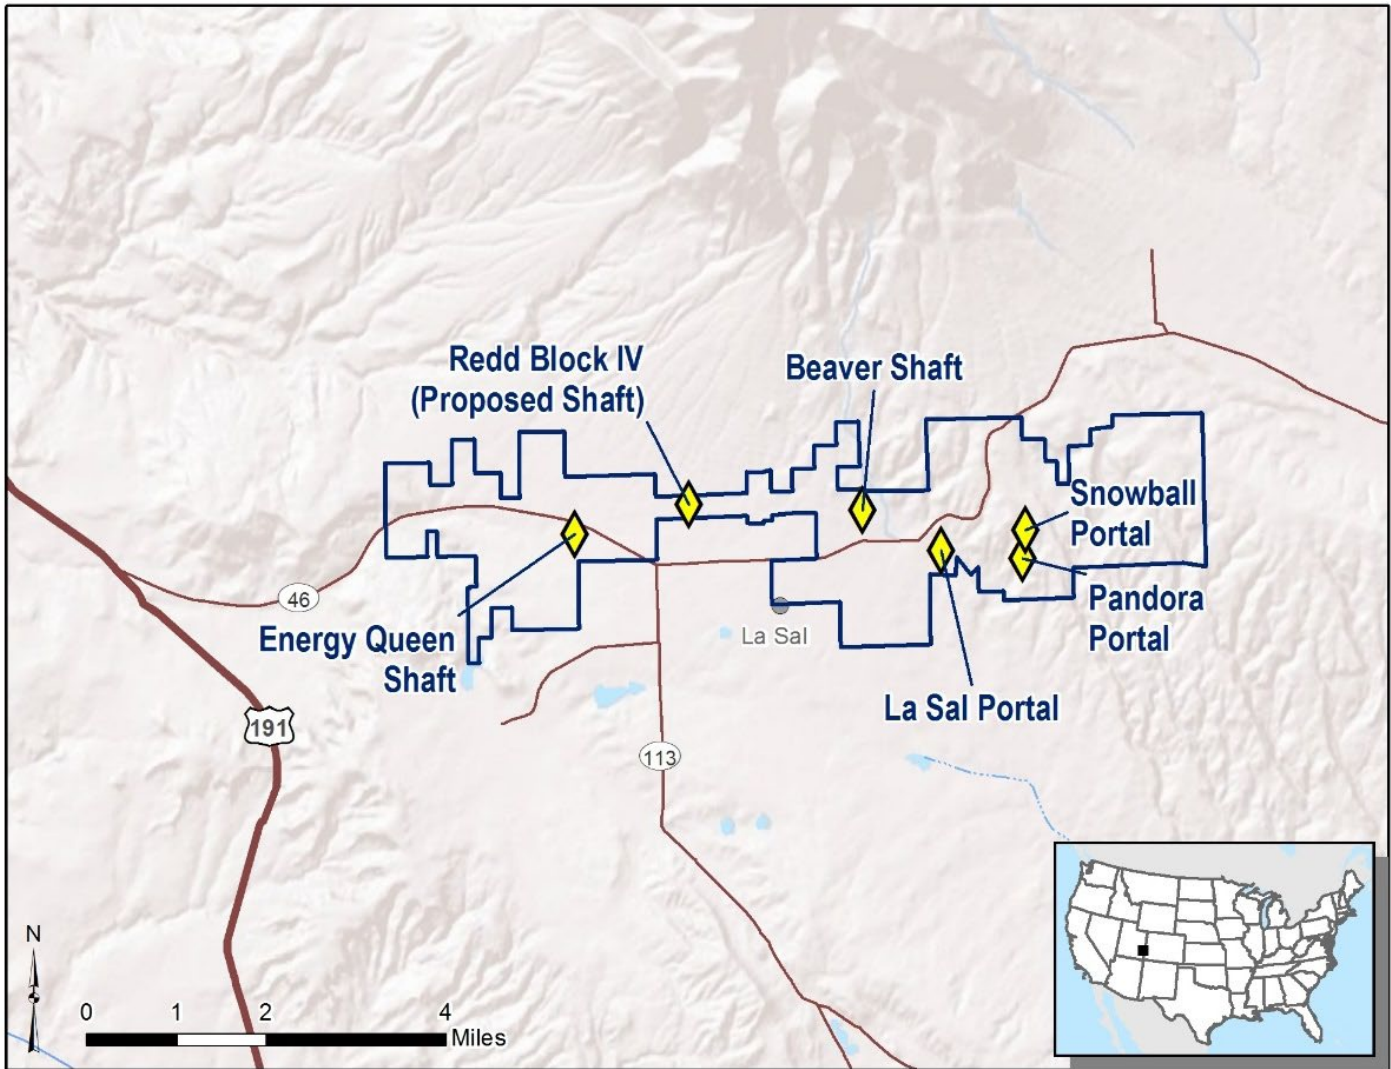 Redd Block IV
(Proposed Shaft)
Beaver Shaft
Snowball
Portal
46
Energy Queen
Shaft
La Sal
Pandora
Portal
La Sal Portal
191
113
N
0 1 2 4
Miles